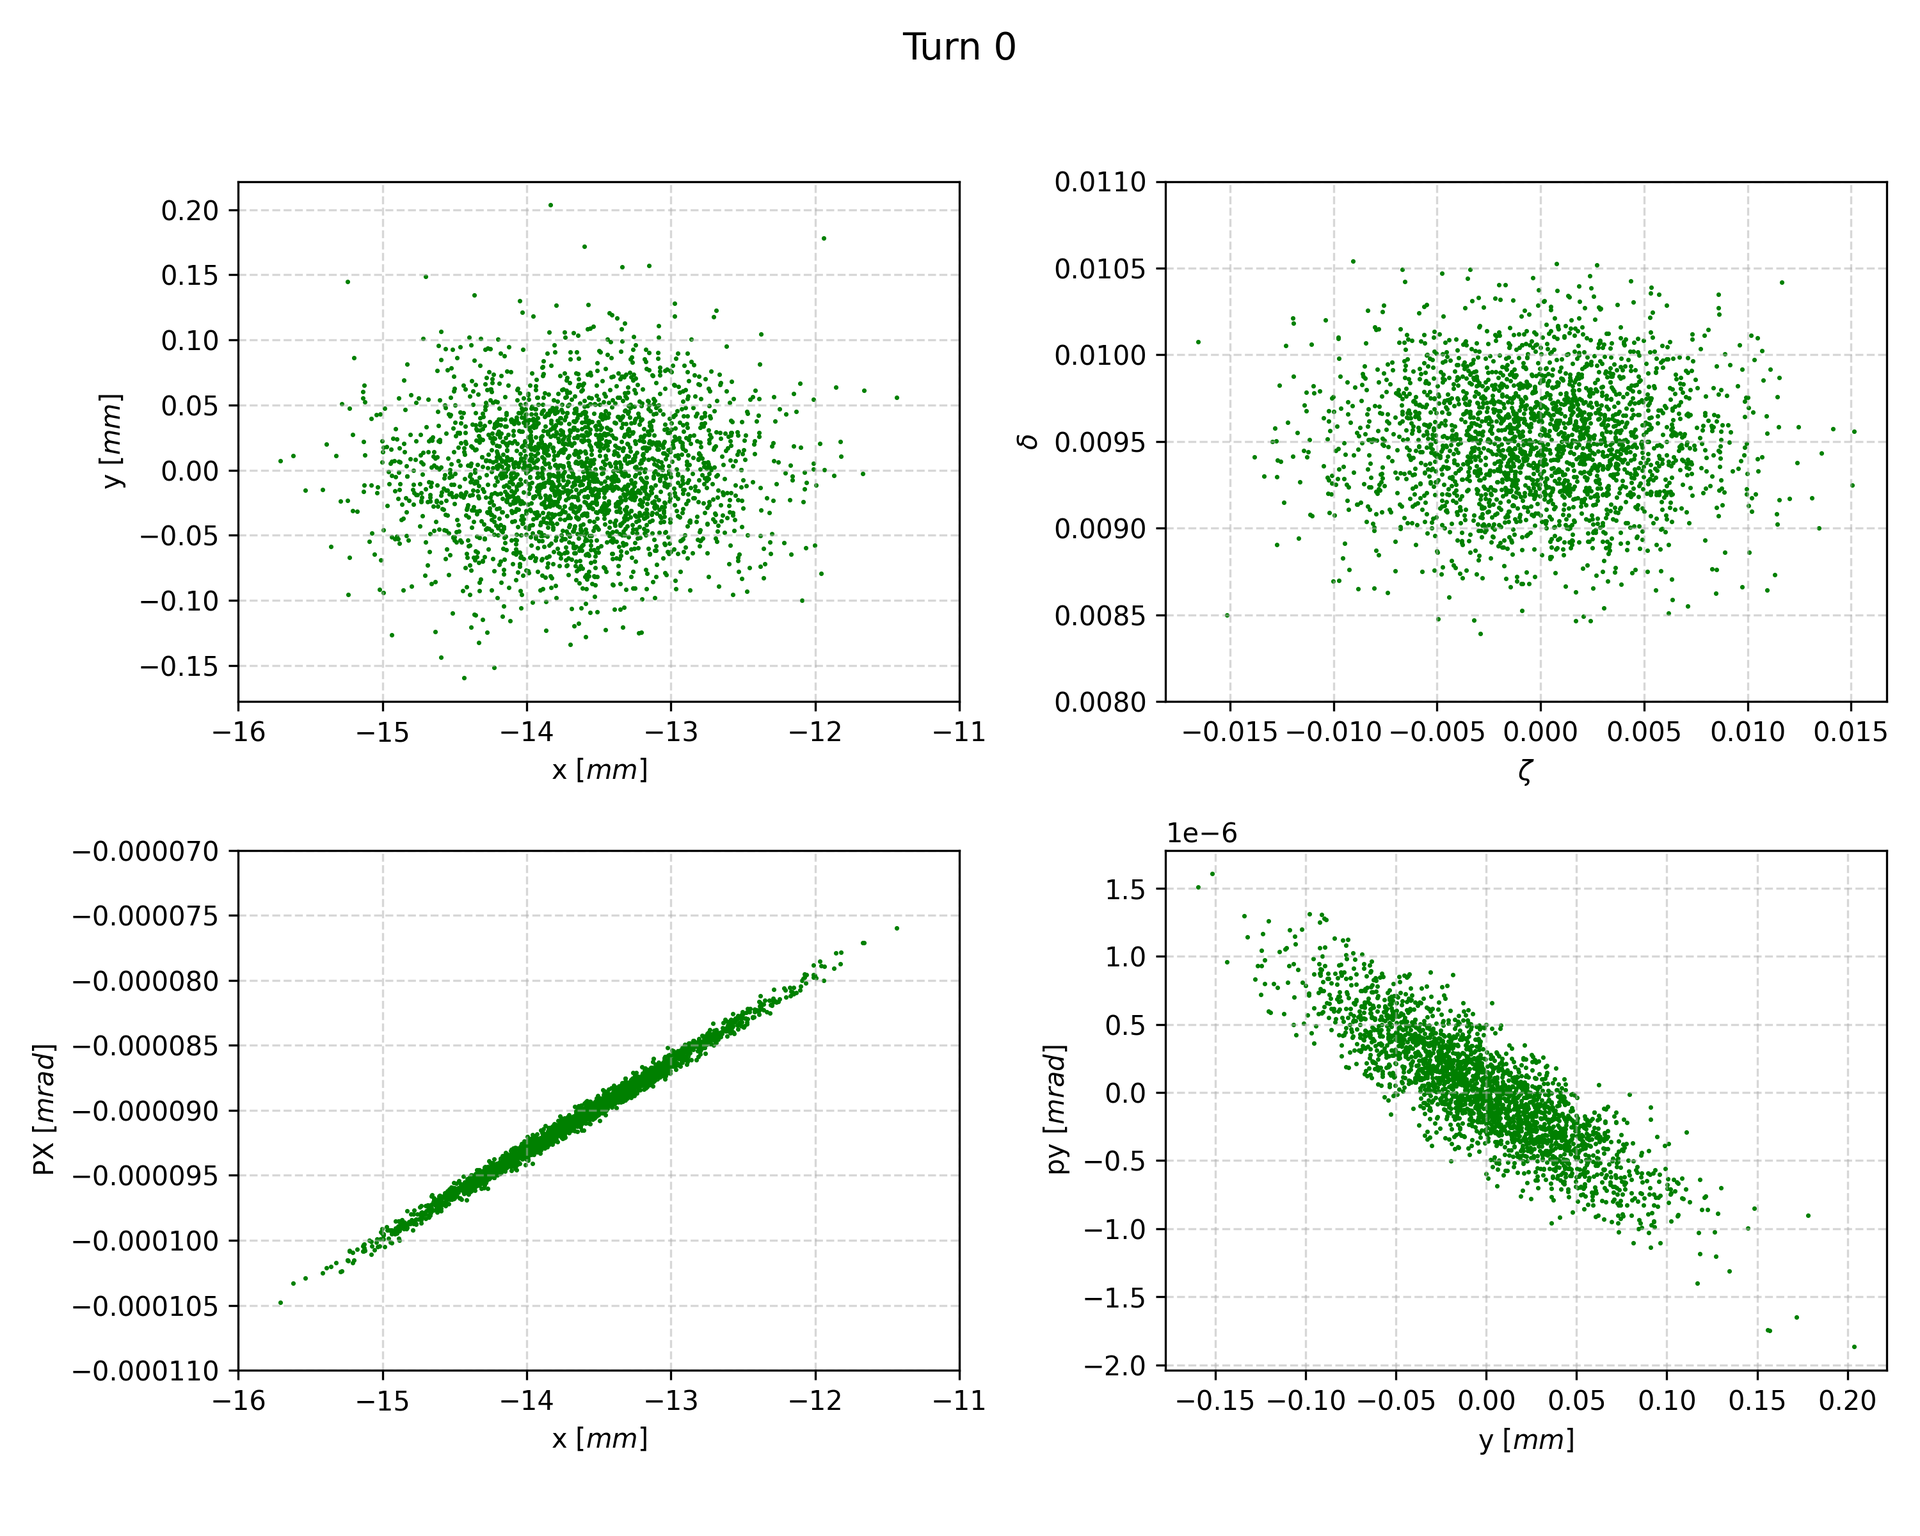 Turn 0
0.20
0.15
0.10
0.05
0.00
−0.05
−0.10
−0.15
y [mm]
−16 −15 −14 −13 −12 −11
x [mm]
0.0110
0.0105
0.0100
0.0095
0.0090
0.0085
0.0080
δ
−0.015 −0.010 −0.005 0.000 0.005 0.010 0.015
ζ
−0.000070
−0.000075
−0.000080
−0.000085
−0.000090
−0.000095
−0.000100
−0.000105
−0.000110
PX [mrad]
−16 −15 −14 −13 −12 −11
x [mm]
1e−6
1.5
1.0
0.5
0.0
−0.5
−1.0
−1.5
−2.0
py [mrad]
−0.15 −0.10 −0.05 0.00 0.05 0.10 0.15 0.20
y [mm]